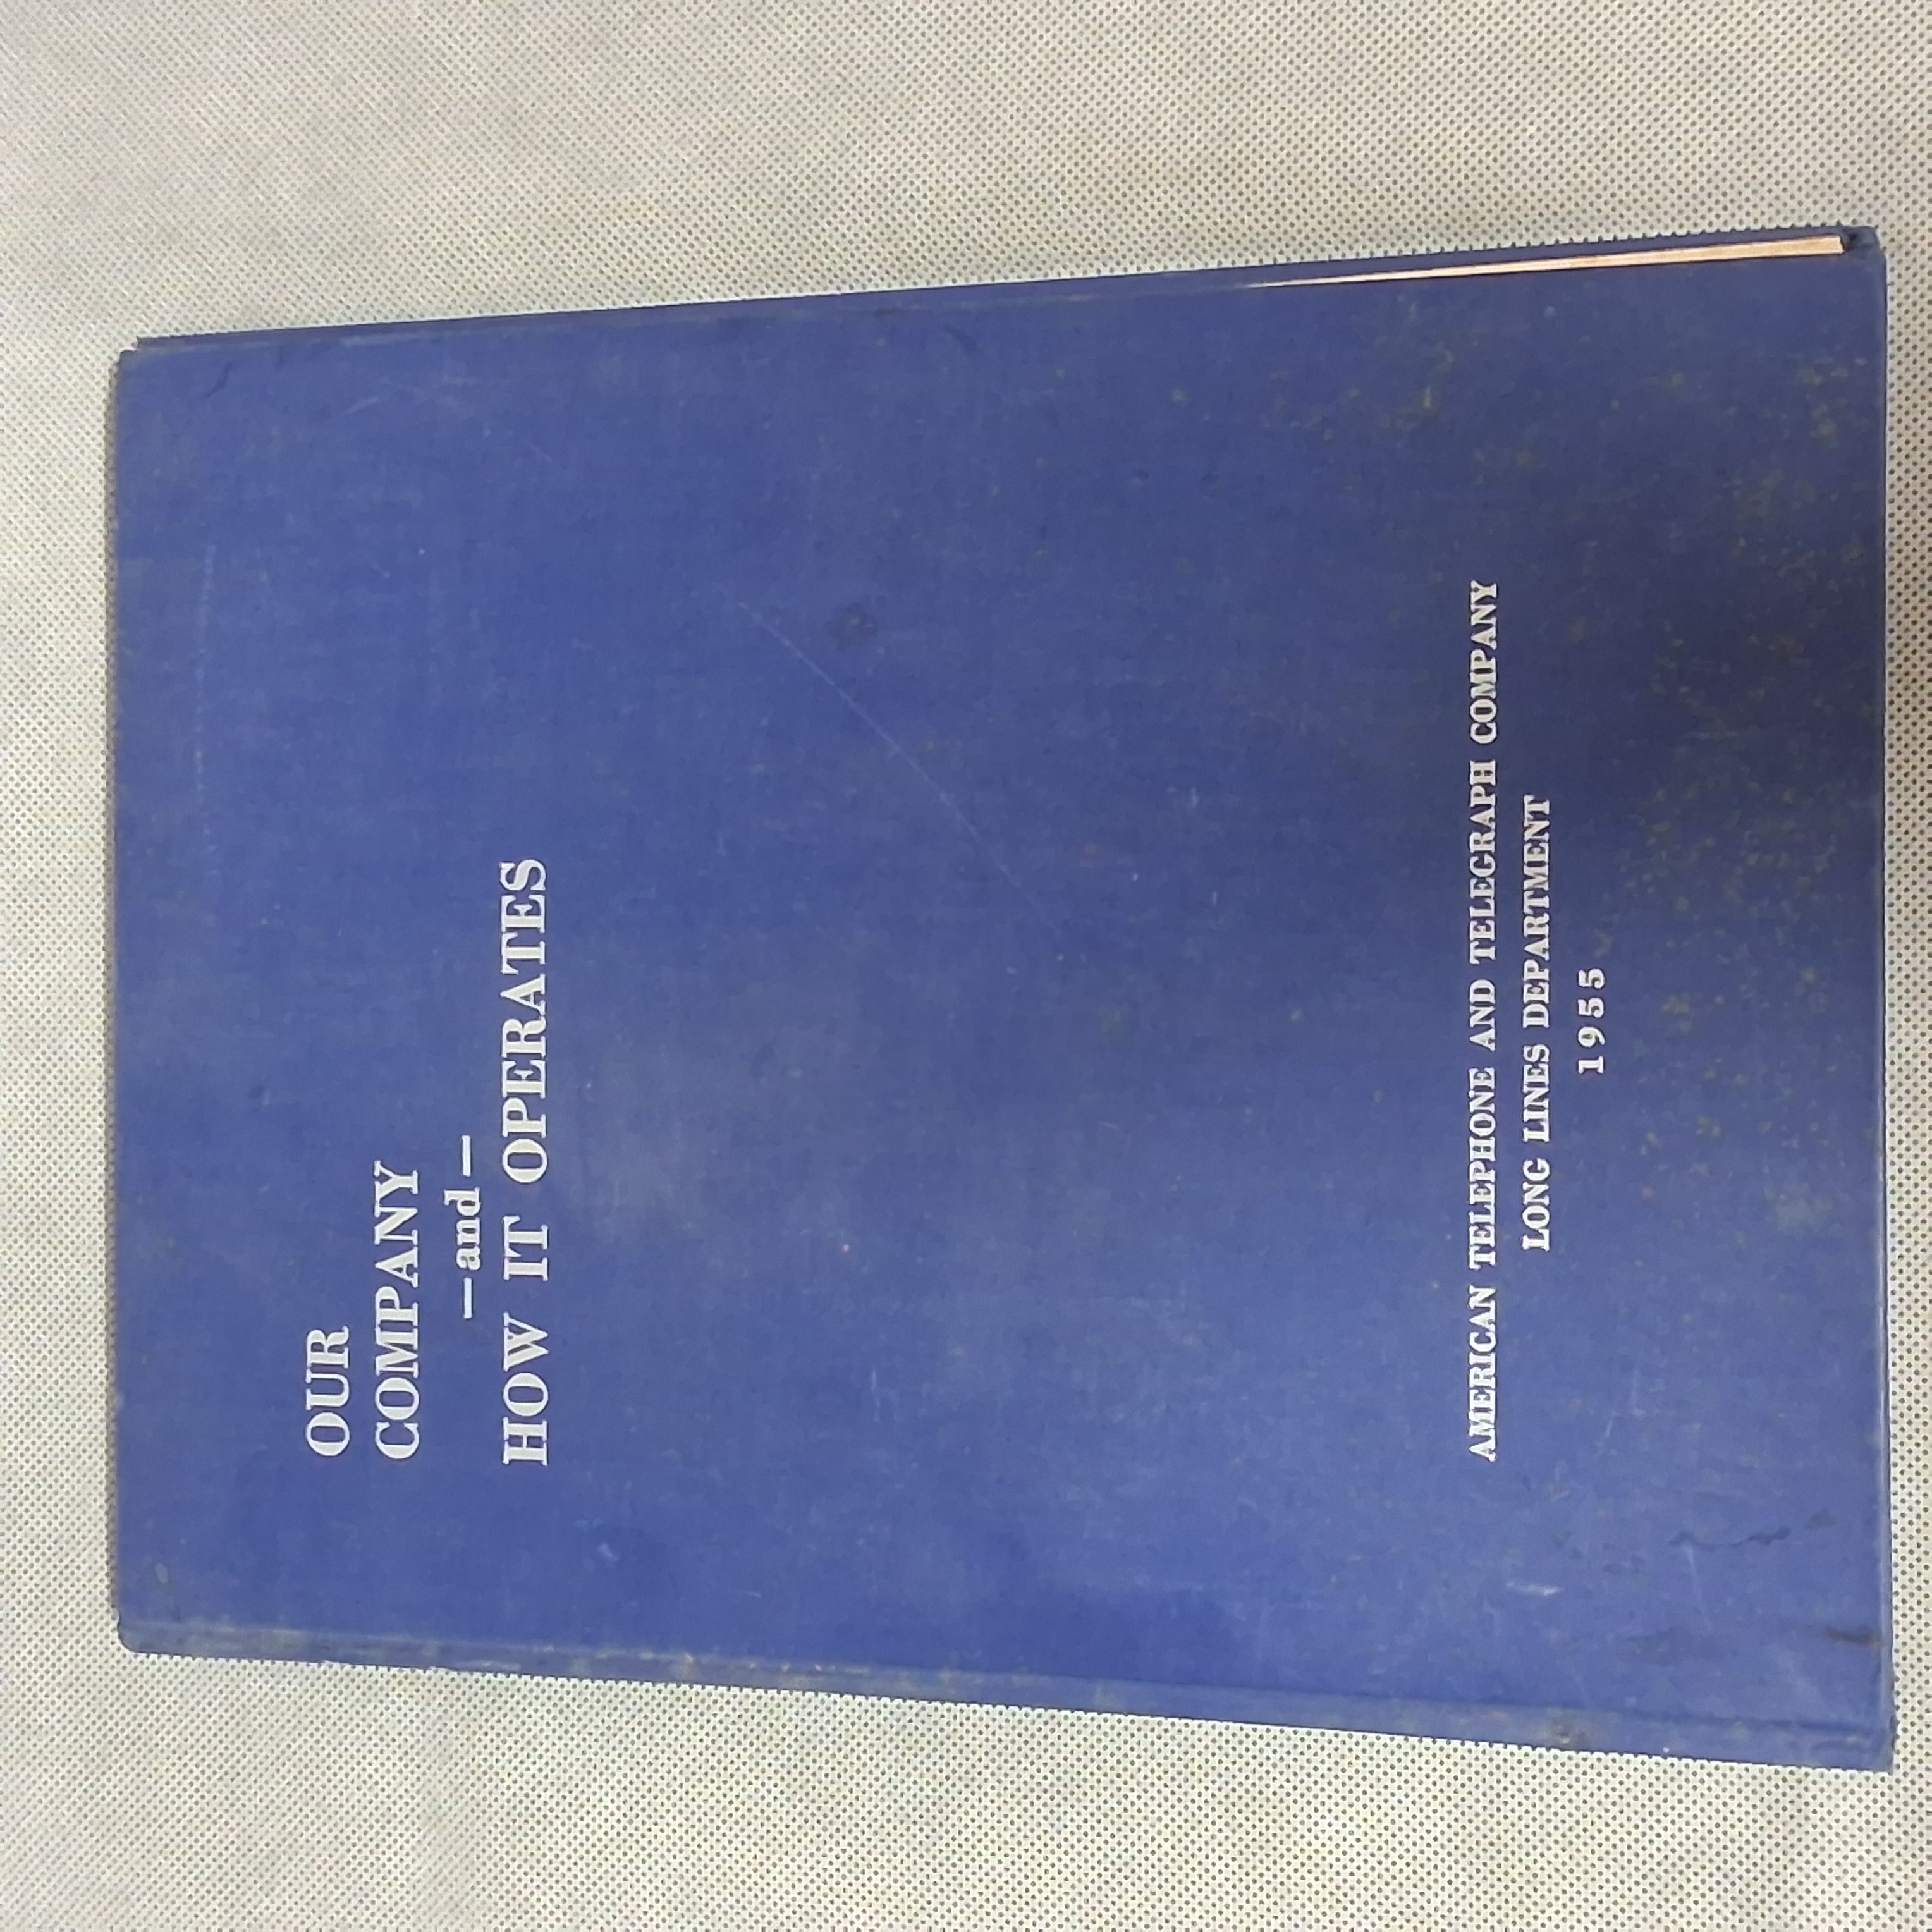 OUR
COMPANY
—and—
HOW IT OPERATES
AMERICAN TELEPHONE AND TELEGRAPH COMPANY
LONG LINES DEPARTMENT
1955